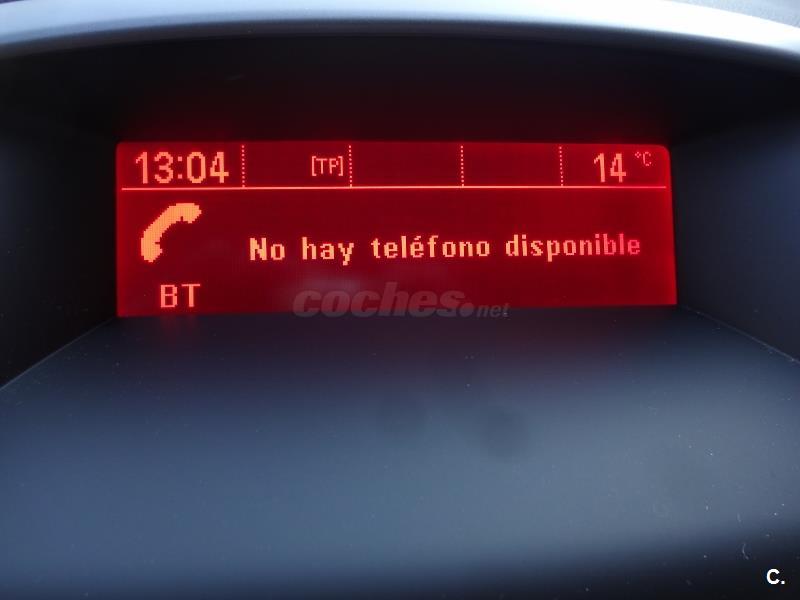 13:04 [TP] 14 °C
No hay teléfono disponible
BT
coches.net
C.